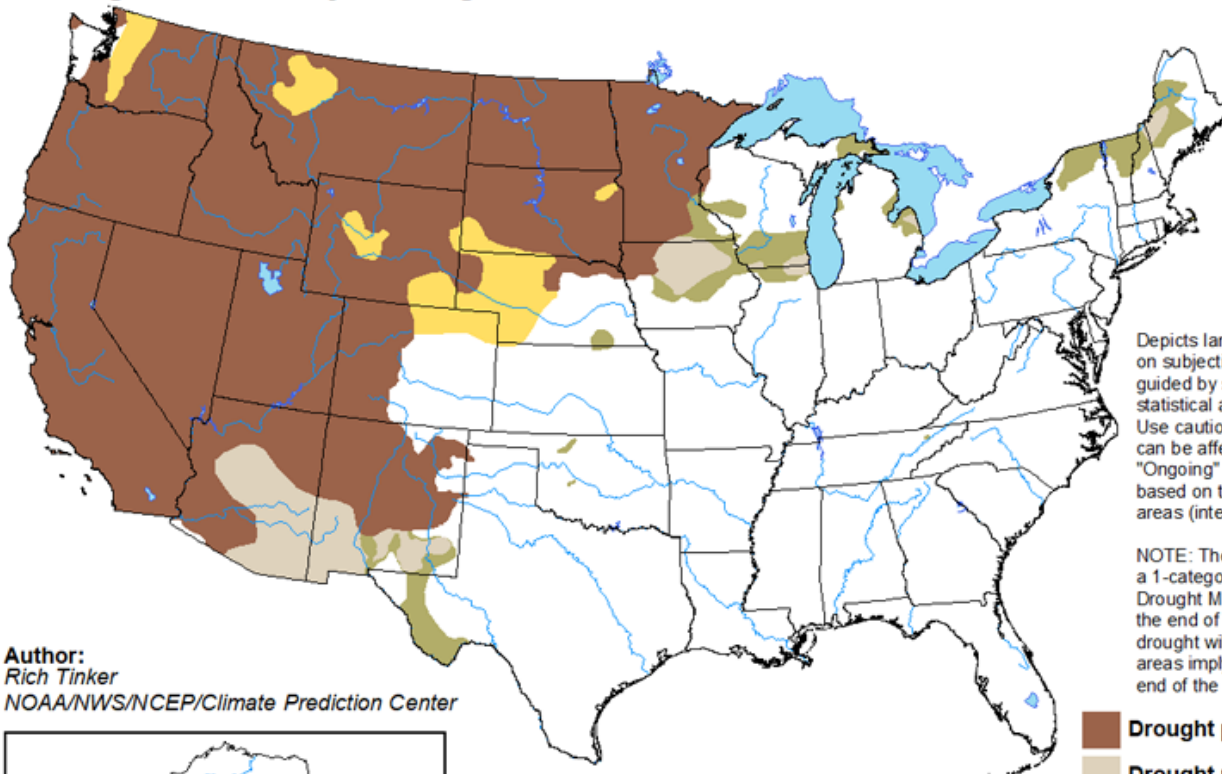 Depicts lar
on subjects
guided by
statistical a
Use cautio
can be affe
"Ongoing"
based on t
areas (inte
NOTE: The
a 1-catego
Drought M
the end of
drought wi
areas impl
end of the
Author:
Rich Tinker
NOAA/NWS/NCEP/Climate Prediction Center
Drought
Drought